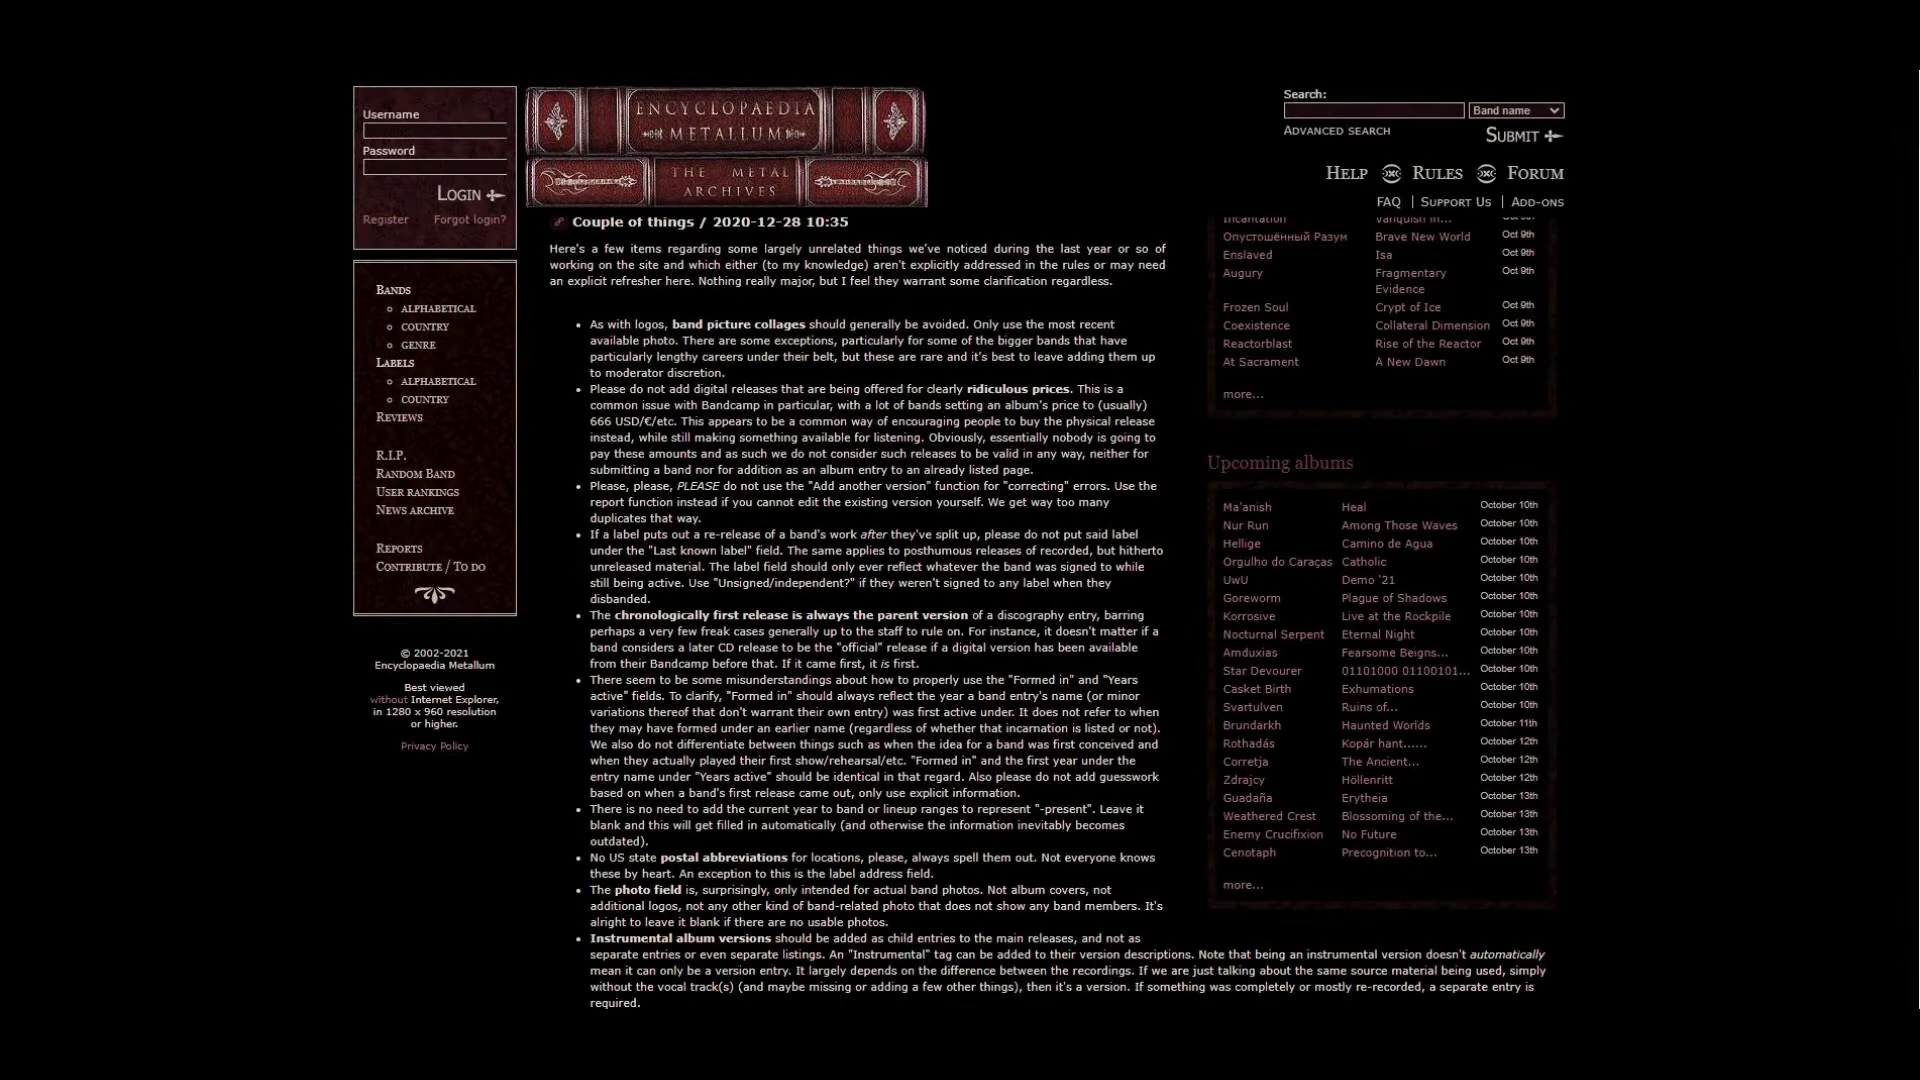 Username
Password
LOGIN
Register Forgot login?
ENCYCLOPAEDIA
METALLUM
THE METAL
ARCHIVES
Search:
Band name
ADVANCED SEARCH
SUBMIT
HELP RULES FORUM
FAQ | SUPPORT US | ADD-ONS
BANDS
ALPHABETICAL
COUNTRY
GENRE
LABELS
ALPHABETICAL
COUNTRY
REVIEWS
R.I.P.
RANDOM BAND
USER RANKINGS
NEWS ARCHIVE
REPORTS
CONTRIBUTE / TO DO
© 2002-2021
Encyclopaedia Metallum
Best viewed
without Internet Explorer,
in 1280 x 960 resolution
or higher.
Privacy Policy
Couple of things / 2020-12-28 10:35
Here's a few items regarding some largely unrelated things we've noticed during the last year or so of
working on the site and which either (to my knowledge) aren't explicitly addressed in the rules or may need
an explicit refresher here. Nothing really major, but I feel they warrant some clarification regardless.
• As with logos, band picture collages should generally be avoided. Only use the most recent
available photo. There are some exceptions, particularly for some of the bigger bands that have
particularly lengthy careers under their belt, but these are rare and it's best to leave adding them up
to moderator discretion.
• Please do not add digital releases that are being offered for clearly ridiculous prices. This is a
common issue with Bandcamp in particular, with a lot of bands setting an album's price to (usually)
666 USD/€/etc. This appears to be a common way of encouraging people to buy the physical release
instead, while still making something available for listening. Obviously, essentially nobody is going to
pay these amounts and as such we do not consider such releases to be valid in any way, neither for
submitting a band nor for addition as an album entry to an already listed page.
• Please, please, PLEASE do not use the "Add another version" function for "correcting" errors. Use the
report function instead if you cannot edit the existing version yourself. We get way too many
duplicates that way.
• If a label puts out a re-release of a band's work after they've split up, please do not put said label
under the "Last known label" field. The same applies to posthumous releases of recorded, but hitherto
unreleased material. The label field should only ever reflect whatever the band was signed to while
still being active. Use "Unsigned/independent?" if they weren't signed to any label when they
disbanded.
• The chronologically first release is always the parent version of a discography entry, barring
perhaps a very few freak cases generally up to the staff to rule on. For instance, it doesn't matter if a
band considers a later CD release to be the "official" release if a digital version has been available
from their Bandcamp before that. If it came first, it is first.
• There seem to be some misunderstandings about how to properly use the "Formed in" and "Years
active" fields. To clarify, "Formed in" should always reflect the year a band entry's name (or minor
variations thereof that don't warrant their own entry) was first active under. It does not refer to when
they may have formed under an earlier name (regardless of whether that incarnation is listed or not).
We also do not differentiate between things such as when the idea for a band was first conceived and
when they actually played their first show/rehearsal/etc. "Formed in" and the first year under the
entry name under "Years active" should be identical in that regard. Also please do not add guesswork
based on when a band's first release came out, only use explicit information.
• There is no need to add the current year to band or lineup ranges to represent "-present". Leave it
blank and this will get filled in automatically (and otherwise the information inevitably becomes
outdated).
• No US state postal abbreviations for locations, please, always spell them out. Not everyone knows
these by heart. An exception to this is the label address field.
• The photo field is, surprisingly, only intended for actual band photos. Not album covers, not
additional logos, not any other kind of band-related photo that does not show any band members. It's
alright to leave it blank if there are no usable photos.
• Instrumental album versions should be added as child entries to the main releases, and not as
separate entries or even separate listings. An "Instrumental" tag can be added to their version descriptions. Note that being an instrumental version doesn't automatically
mean it can only be a version entry. It largely depends on the difference between the recordings. If we are just talking about the same source material being used, simply
without the vocal track(s) (and maybe missing or adding a few other things), then it's a version. If something was completely or mostly re-recorded, a separate entry is
required.
Incantation Vanquish in...
Опустошённый Разум Brave New World Oct 9th
Enslaved Isa Oct 9th
Augury Fragmentary Oct 9th
Evidence
Frozen Soul Crypt of Ice Oct 9th
Coexistence Collateral Dimension Oct 9th
Reactorblast Rise of the Reactor Oct 9th
At Sacrament A New Dawn Oct 9th
more...
Upcoming albums
Ma'anish Heal October 10th
Nur Run Among Those Waves October 10th
Hellige Camino de Agua October 10th
Orgulho do Caraças Catholic October 10th
UwU Demo '21 October 10th
Goreworm Plague of Shadows October 10th
Korrosive Live at the Rockpile October 10th
Nocturnal Serpent Eternal Night October 10th
Amduxias Fearsome Beigns... October 10th
Star Devourer 01101000 01100101... October 10th
Casket Birth Exhumations October 10th
Svartulven Ruins of... October 10th
Brundarkh Haunted Worlds October 11th
Rothadás Kopár hant...... October 12th
Corretja The Ancient... October 12th
Zdrajcy Höllenritt October 12th
Guadaña Erytheia October 13th
Weathered Crest Blossoming of the... October 13th
Enemy Crucifixion No Future October 13th
Cenotaph Precognition to... October 13th
more...